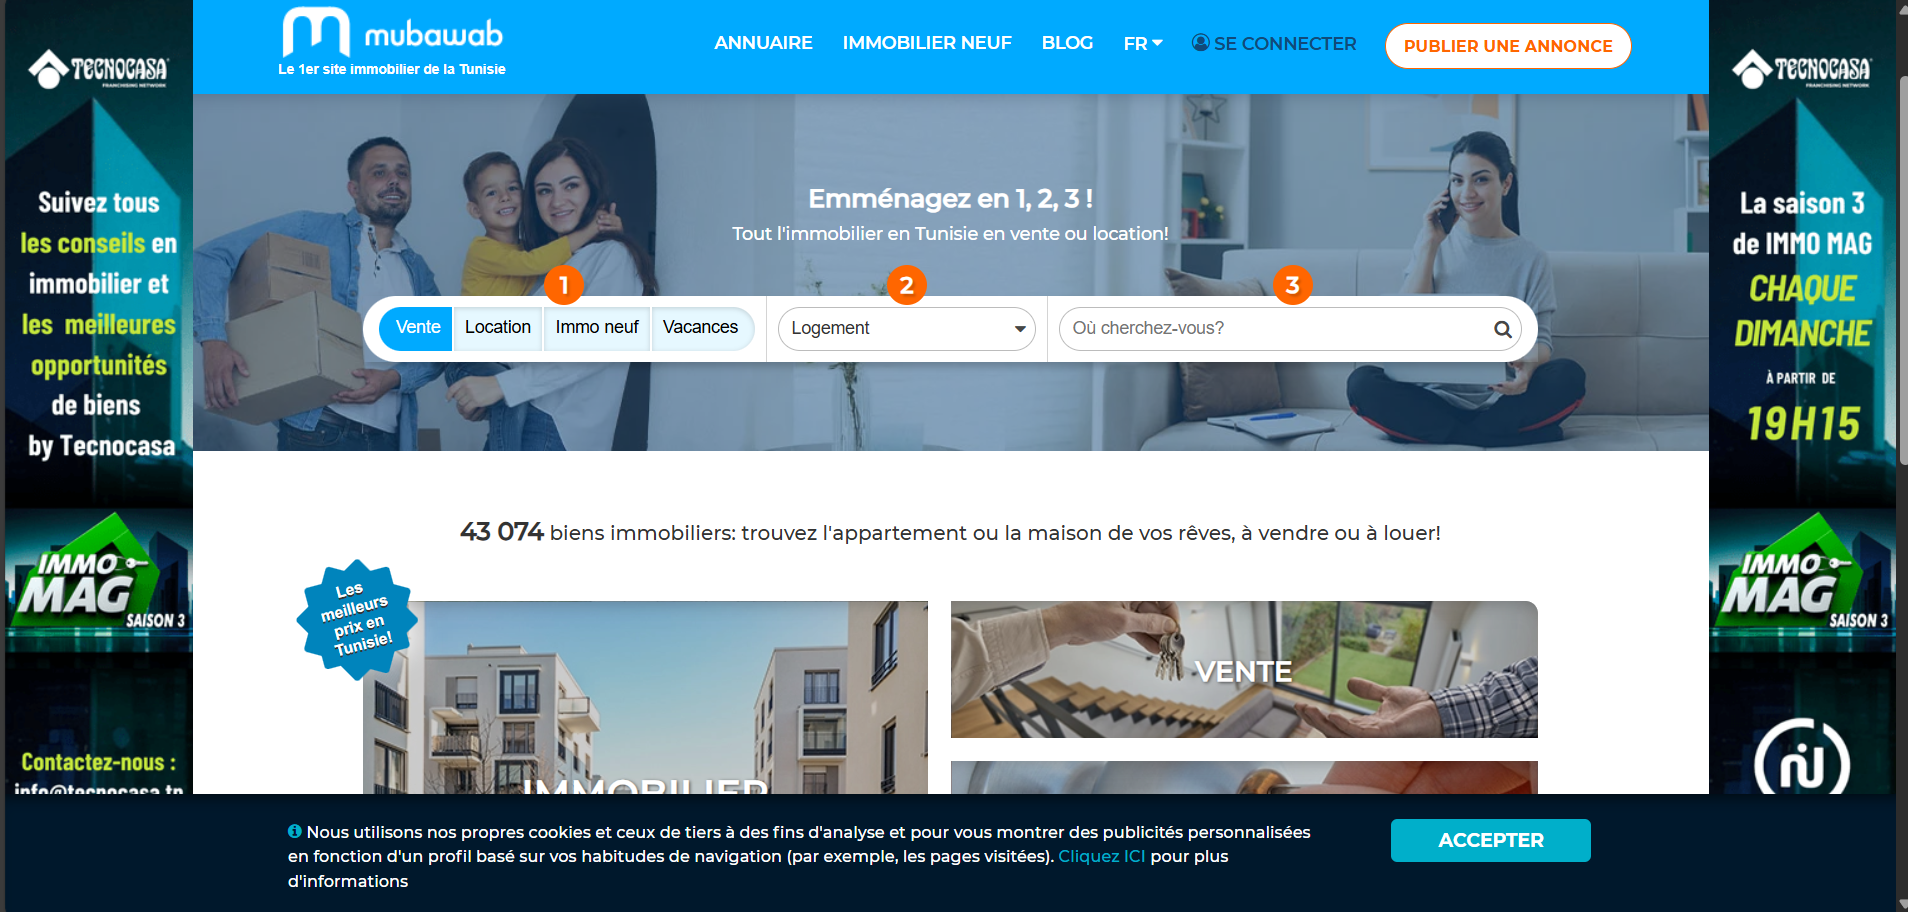 TECNOCASA
FRANCHISING NETWORK
Suivez tous
les conseils en
immobilier et
les meilleures
opportunités
de biens
by Tecnocasa
IMMO
MAG
SAISON 3
Contactez-nous :
info@tecnocasa.tn
mubawab
Le 1er site immobilier de la Tunisie
ANNUAIRE
IMMOBILIER NEUF
BLOG
FR
SE CONNECTER
PUBLIER UNE ANNONCE
Emménagez en 1, 2, 3 !
Tout l'immobilier en Tunisie en vente ou location!
1
2
3
Vente
Location
Immo neuf
Vacances
Logement
Où cherchez-vous?
43 074 biens immobiliers: trouvez l'appartement ou la maison de vos rêves, à vendre ou à louer!
Les
meilleurs
prix en
Tunisie!
IMMOBILIER
VENTE
TECNOCASA
FRANCHISING NETWORK
La saison 3
de IMMO MAG
CHAQUE
DIMANCHE
À PARTIR DE
19H15
IMMO
MAG
SAISON 3
Nous utilisons nos propres cookies et ceux de tiers à des fins d'analyse et pour vous montrer des publicités personnalisées
en fonction d'un profil basé sur vos habitudes de navigation (par exemple, les pages visitées). Cliquez ICI pour plus
d'informations
ACCEPTER